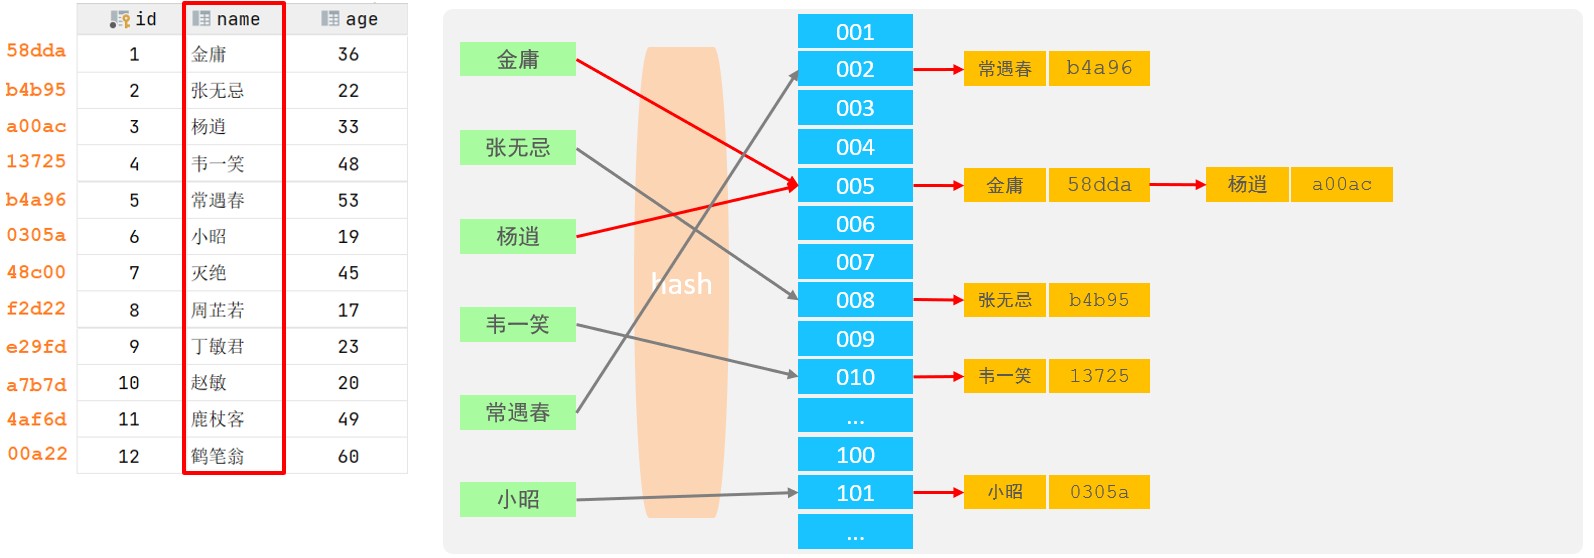 id name age
58dda 1 金庸 36
b4b95 2 张无忌 22
a00ac 3 杨逍 33
13725 4 韦一笑 48
b4a96 5 常遇春 53
0305a 6 小昭 19
48c00 7 灭绝 45
f2d22 8 周芷若 17
e29fd 9 丁敏君 23
a7b7d 10 赵敏 20
4af6d 11 鹿杖客 49
00a22 12 鹤笔翁 60
金庸
张无忌
杨逍
韦一笑
常遇春
小昭
hash
001
002 常遇春 b4a96
003
004
005 金庸 58dda 杨逍 a00ac
006
007
008 张无忌 b4b95
009
010 韦一笑 13725
...
100
101 小昭 0305a
...